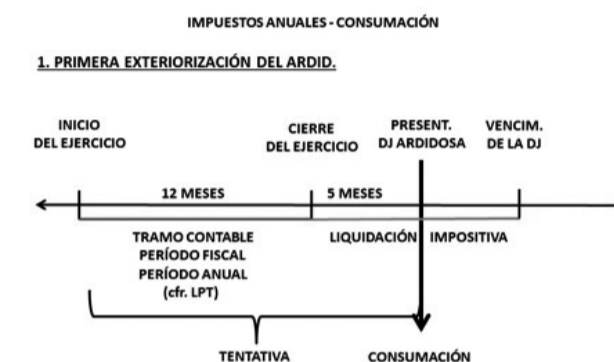 IMPUESTOS ANUALES - CONSUMACIÓN
1. PRIMERA EXTERIORIZACIÓN DEL ARDID.
INICIO
DEL EJERCICIO
CIERRE
DEL EJERCICIO
PRESENT.
DJ ARDIDOSA
VENCIM.
DE LA DJ
12 MESES
5 MESES
TRAMO CONTABLE
PERÍODO FISCAL
PERÍODO ANUAL
(cfr. LPT)
LIQUIDACIÓN IMPOSITIVA
TENTATIVA
CONSUMACIÓN